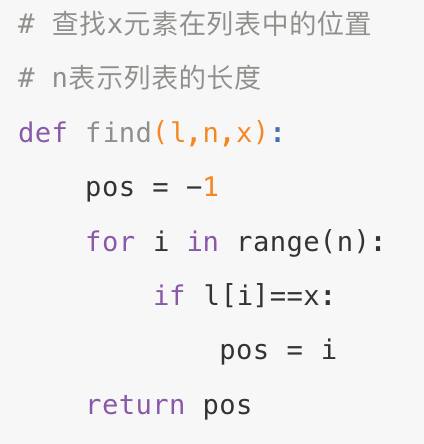 # 查找x元素在列表中的位置
# n表示列表的长度
def find(l,n,x):
    pos = -1
    for i in range(n):
        if l[i]==x:
            pos = i
    return pos